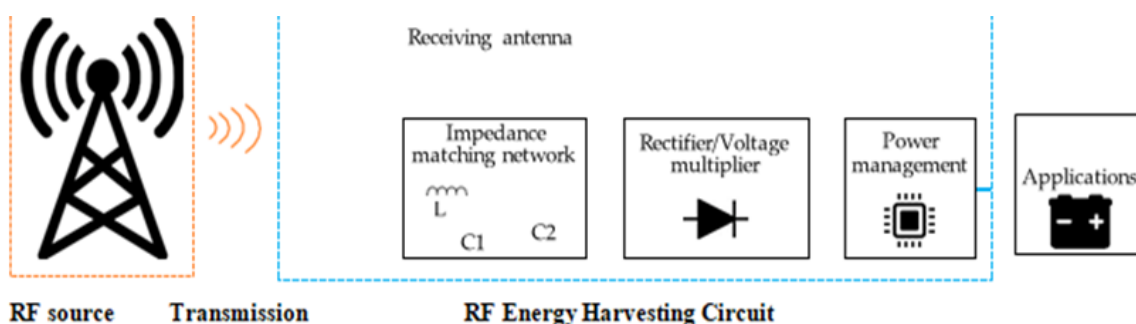 Receiving antenna
Impedance
matching network
L
C1
C2
Rectifier/Voltage
multiplier
Power
management
Applications
RF source
Transmission
RF Energy Harvesting Circuit